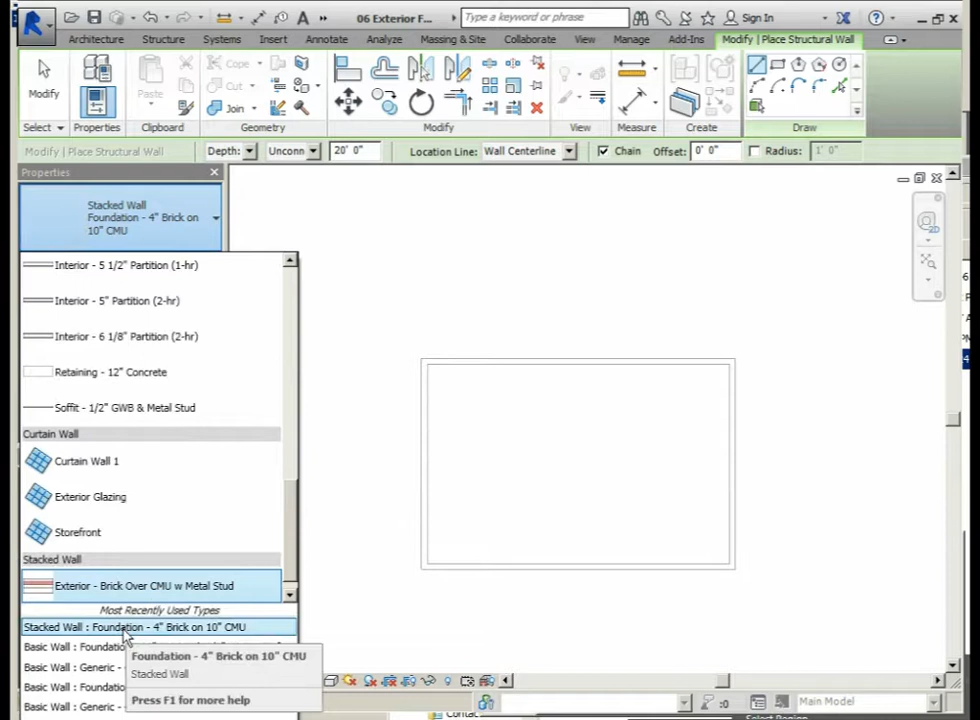 06 Exterior F...
Type a keyword or phrase
Sign In
Architecture Structure Systems Insert Annotate Analyze Massing & Site Collaborate View Manage Add-Ins Modify | Place Structural Wall
Modify
Paste
Cope
Cut
Join
Select Properties Clipboard Geometry Modify View Measure Create Draw
Modify | Place Structural Wall
Depth: Unconn 20' 0" Location Line: Wall Centerline Chain Offset: 0' 0" Radius: 1' 0"
Properties
Stacked Wall
Foundation - 4" Brick on
10" CMU
2D
Interior - 5 1/2" Partition (1-hr)
Interior - 5" Partition (2-hr)
Interior - 6 1/8" Partition (2-hr)
Retaining - 12" Concrete
Soffit - 1/2" GWB & Metal Stud
Curtain Wall
Curtain Wall 1
Exterior Glazing
Storefront
Stacked Wall
Exterior - Brick Over CMU w Metal Stud
Most Recently Used Types
Stacked Wall : Foundation - 4" Brick on 10" CMU
Basic Wall : Foundatio
Foundation - 4" Brick on 10" CMU
Basic Wall : Generic -
Stacked Wall
Basic Wall : Foundatio
Press F1 for more help
Basic Wall : Generic -
:0 Main Model
Contac
Select Region